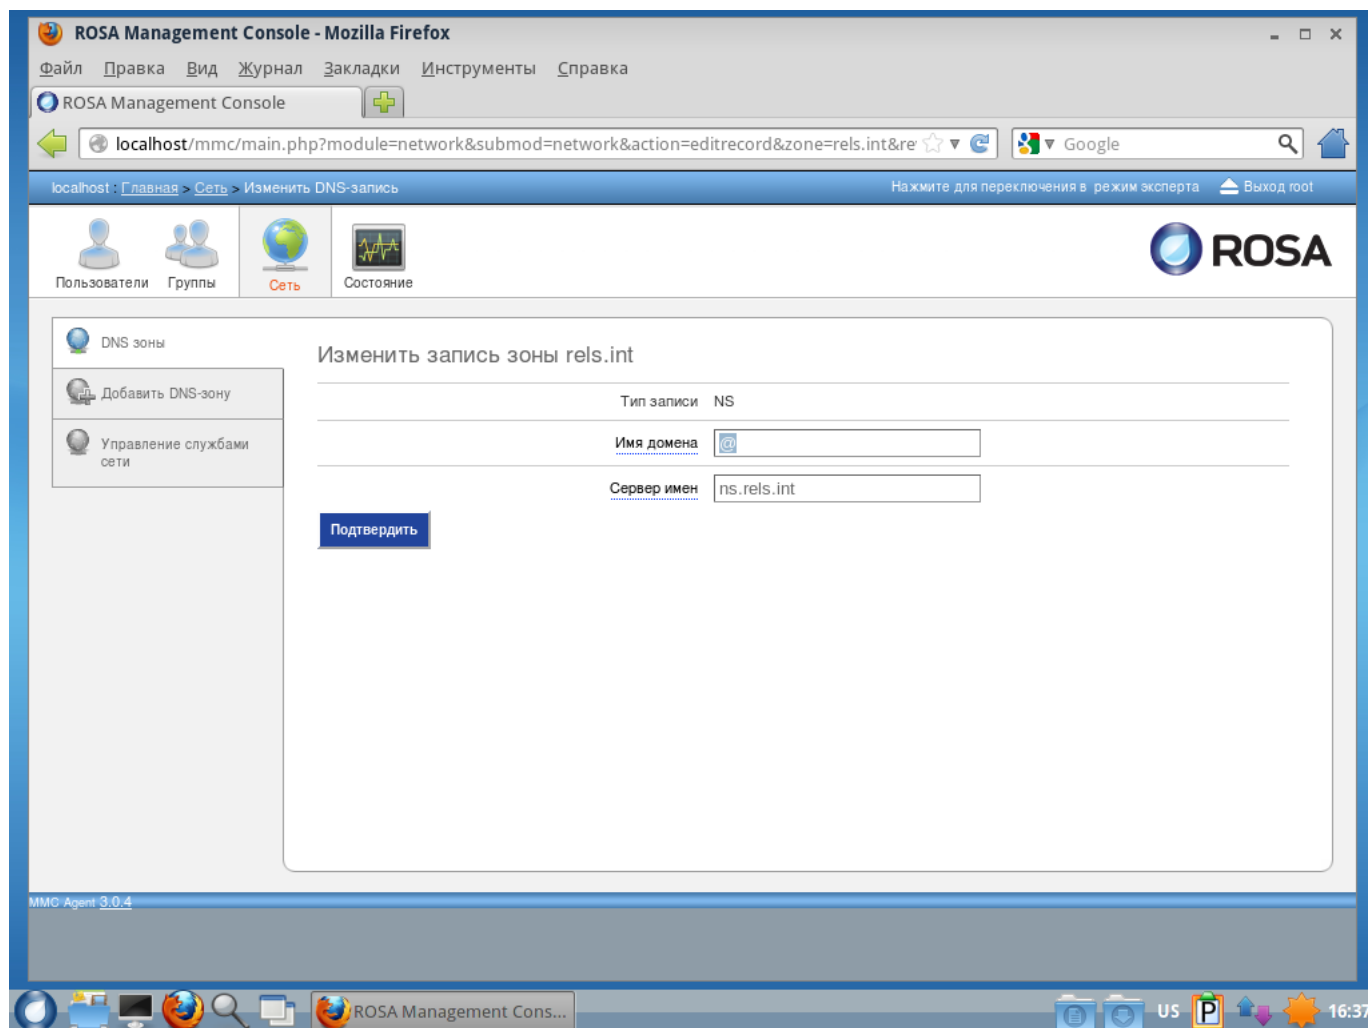 ROSA Management Console - Mozilla Firefox
Файл Правка Вид Журнал Закладки Инструменты Справка
ROSA Management Console
localhost/mmc/main.php?module=network&submod=network&action=editrecord&zone=rels.int&re
Google
localhost : Главная > Сеть > Изменить DNS-запись
Нажмите для переключения в режим эксперта
Выход root
Пользователи
Группы
Сеть
Состояние
ROSA
DNS зоны
Добавить DNS-зону
Управление службами
сети
Изменить запись зоны rels.int
Тип записи NS
Имя домена @
Сервер имен ns.rels.int
Подтвердить
MMC Agent 3.0.4
ROSA Management Cons...
US
P
16:37